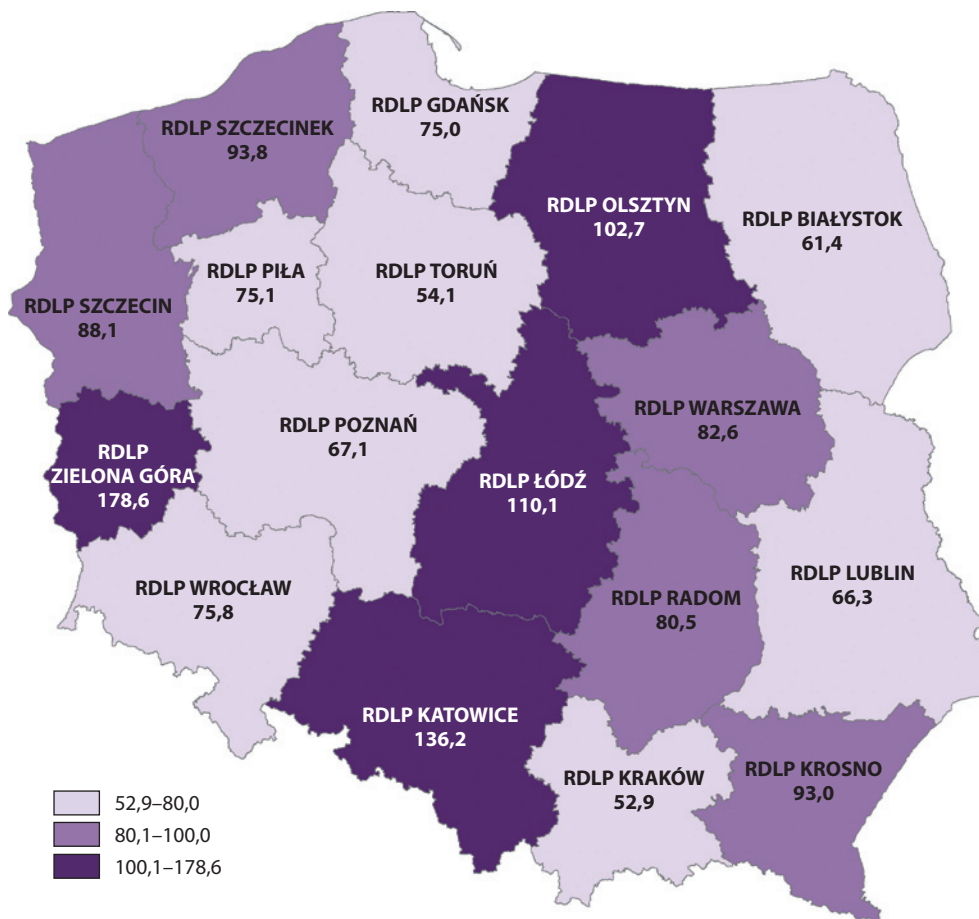 RDLP GDAŃSK
75,0
RDLP SZCZECINEK
93,8
RDLP OLSZTYN
102,7
RDLP BIAŁYSTOK
61,4
RDLP PIŁA
75,1
RDLP TORUŃ
54,1
RDLP SZCZECIN
88,1
RDLP WARSZAWA
82,6
RDLP POZNAŃ
67,1
RDLP
ZIELONA GÓRA
178,6
RDLP ŁÓDŹ
110,1
RDLP LUBLIN
66,3
RDLP WROCŁAW
75,8
RDLP RADOM
80,5
RDLP KATOWICE
136,2
RDLP KRAKÓW
52,9
RDLP KROSNO
93,0
52,9–80,0
80,1–100,0
100,1–178,6